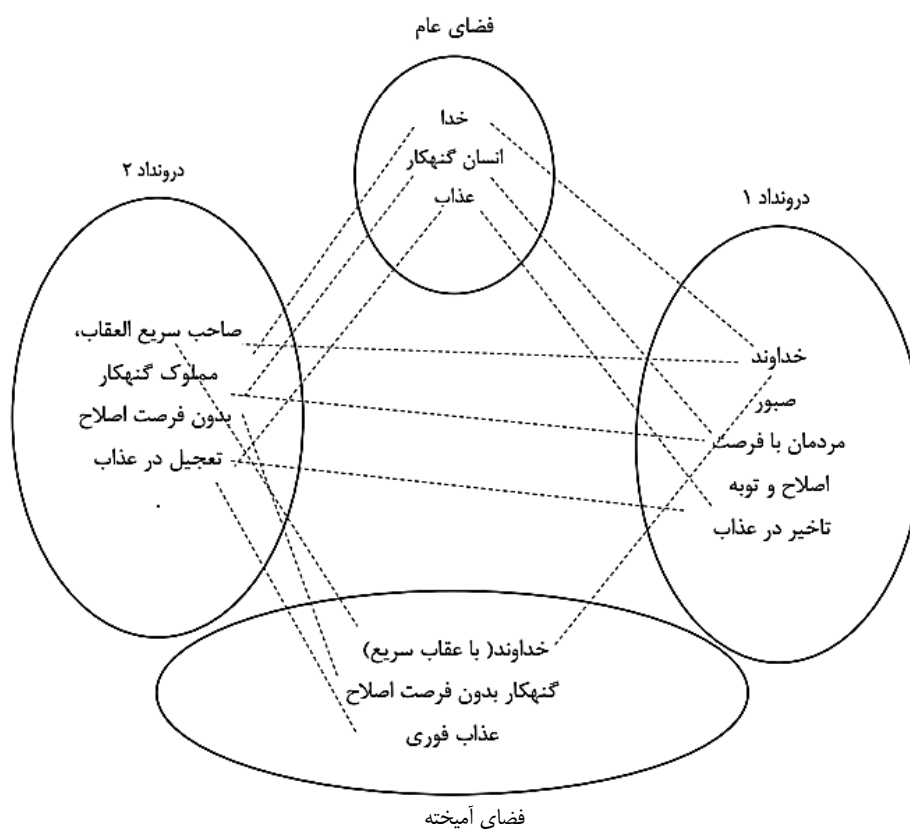 فضای عام
خدا
انسان گنهکار
عذاب
درونداد ۱
خداوند
صبور
مردمان با فرصت
اصلاح و توبه
تاخیر در عذاب
درونداد ۲
صاحب سریع العقاب،
مملوک گنهکار
بدون فرصت اصلاح
تعجیل در عذاب
.
خداوند( با عقاب سریع)
گنهکار بدون فرصت اصلاح
عذاب فوری
فضای آمیخته